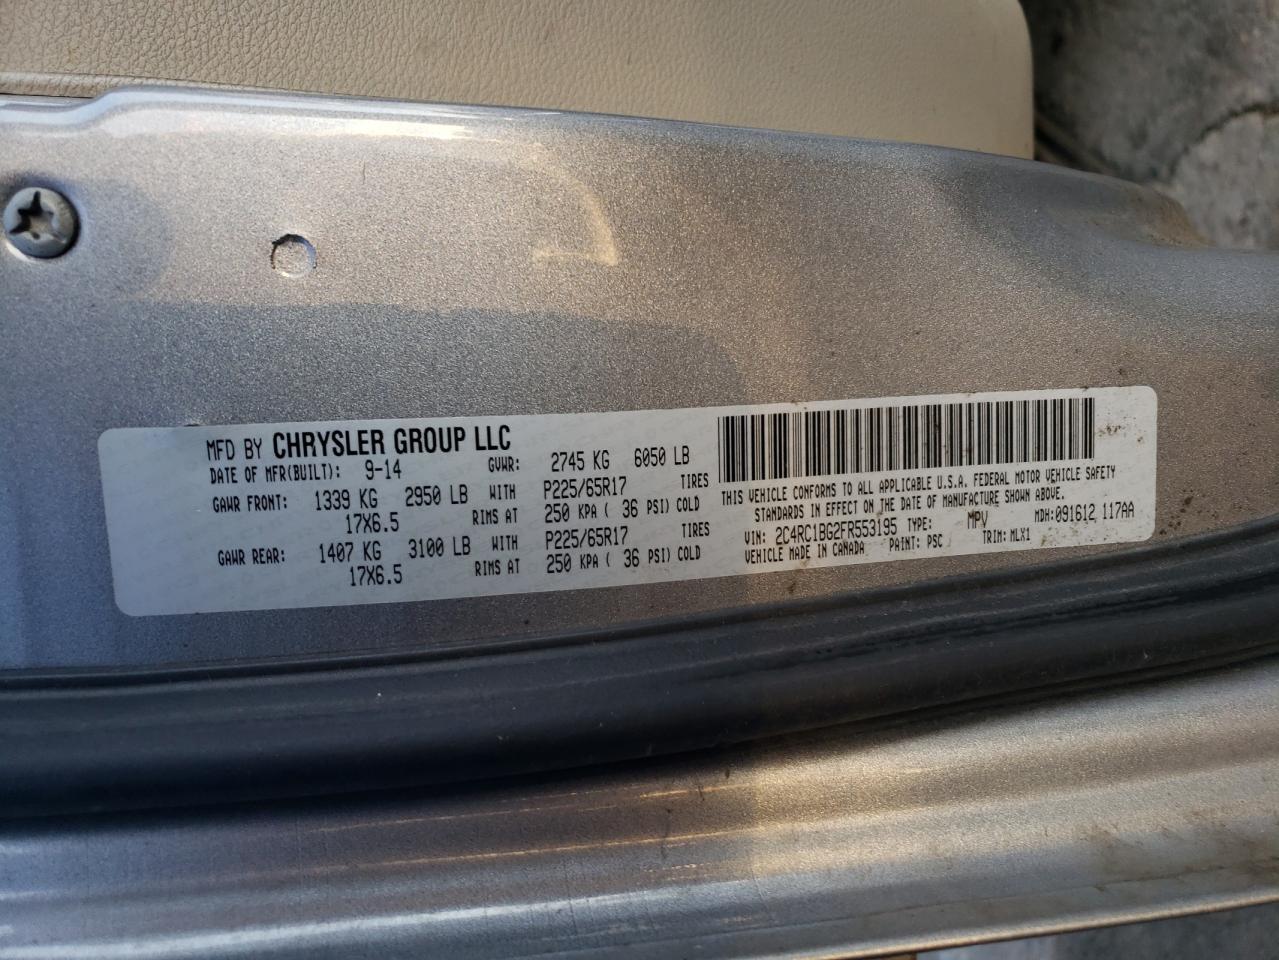 MFD BY CHRYSLER GROUP LLC
DATE OF MFR(BUILT): 9-14 GVWR: 2745 KG 6050 LB
GAWR FRONT: 1339 KG 2950 LB WITH P225/65R17 TIRES
17X6.5 RIMS AT 250 KPA ( 36 PSI) COLD
GAWR REAR: 1407 KG 3100 LB WITH P225/65R17 TIRES
17X6.5 RIMS AT 250 KPA ( 36 PSI) COLD
THIS VEHICLE CONFORMS TO ALL APPLICABLE U.S.A. FEDERAL MOTOR VEHICLE SAFETY
STANDARDS IN EFFECT ON THE DATE OF MANUFACTURE SHOWN ABOVE.
VIN: 2C4RC1BG2FR553195 TYPE: MPV MDH:091612 117AA
VEHICLE MADE IN CANADA PAINT: PSC TRIM: MLX1